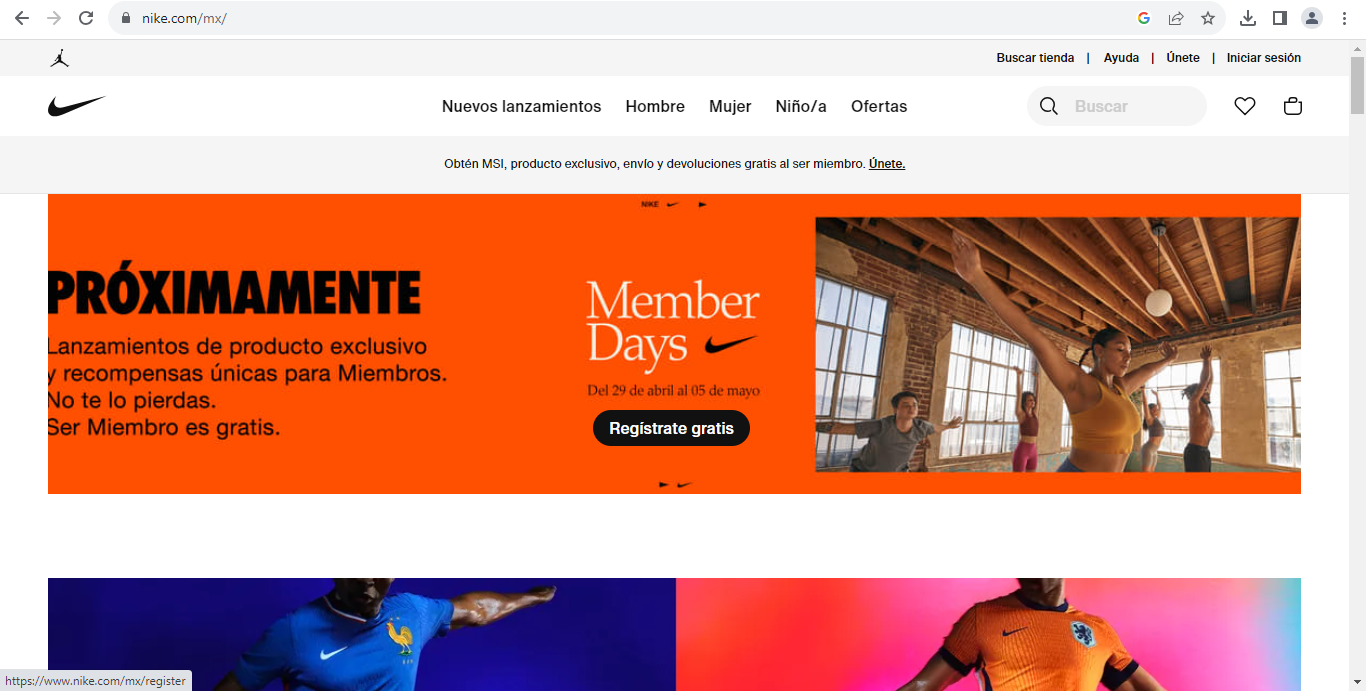 nike.com/mx/
Buscar tienda | Ayuda | Únete | Iniciar sesión
Nuevos lanzamientos Hombre Mujer Niño/a Ofertas Buscar
Obtén MSI, producto exclusivo, envío y devoluciones gratis al ser miembro. Únete.
NIKE
PRÓXIMAMENTE
Lanzamientos de producto exclusivo
y recompensas únicas para Miembros.
No te lo pierdas.
Ser Miembro es gratis.
Member
Days
Del 29 de abril al 05 de mayo
Regístrate gratis
https://www.nike.com/mx/register